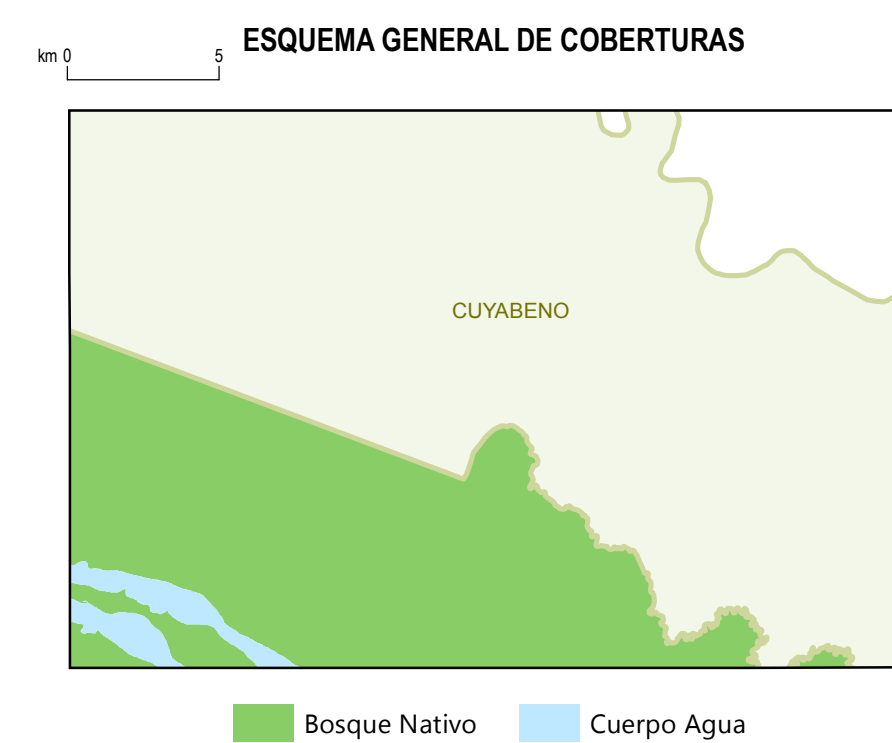 ESQUEMA GENERAL DE COBERTURAS
km 0 5
CUYABENO
Bosque Nativo
Cuerpo Agua